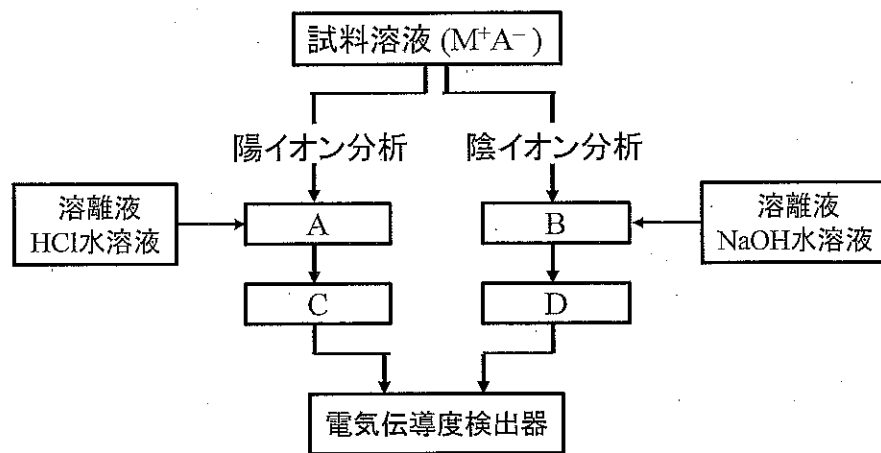 試料溶液 (M⁺A⁻)
陽イオン分析
陰イオン分析
溶離液
HCl水溶液
A
B
溶離液
NaOH水溶液
C
D
電気伝導度検出器